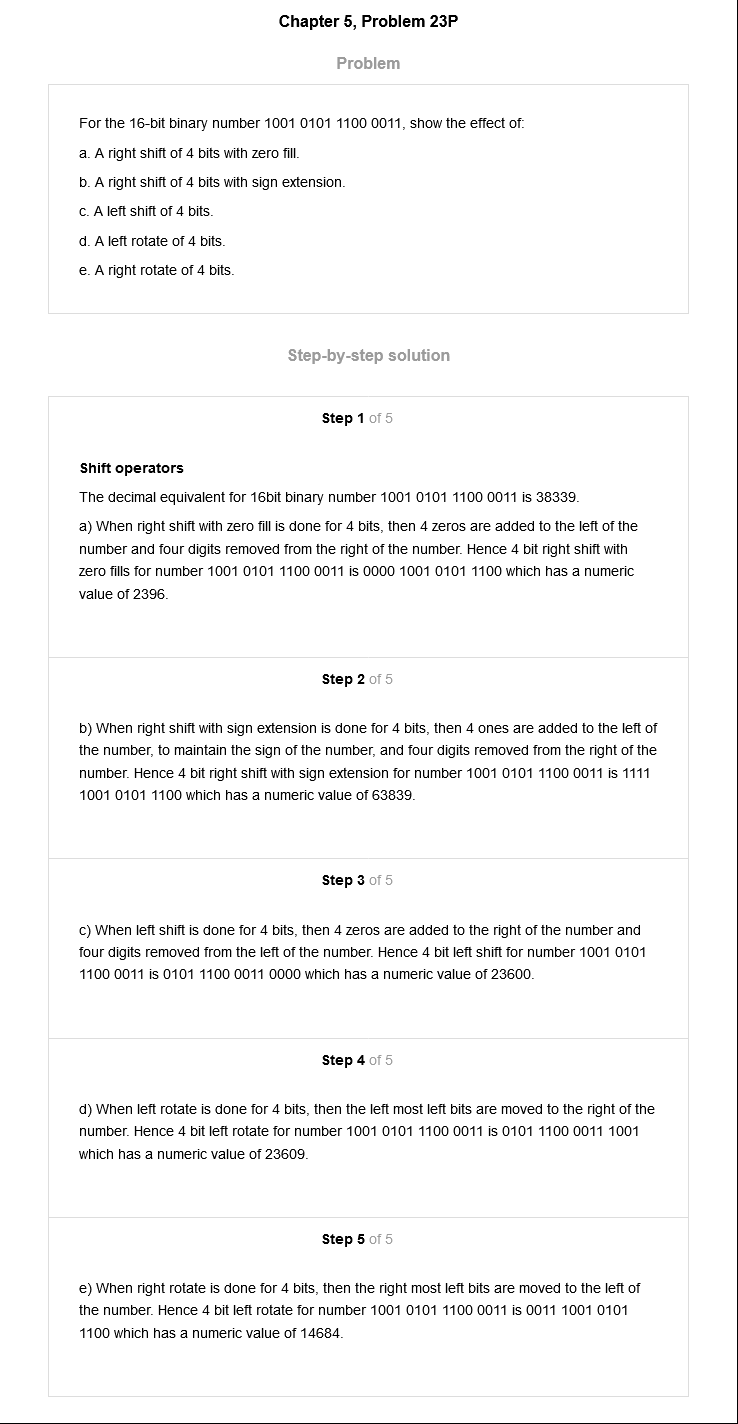 Chapter 5, Problem 23P
Problem
For the 16-bit binary number 1001 0101 1100 0011, show the effect of:
a. A right shift of 4 bits with zero fill.
b. A right shift of 4 bits with sign extension.
c. A left shift of 4 bits.
d. A left rotate of 4 bits.
e. A right rotate of 4 bits.
Step-by-step solution
Step 1 of 5
Shift operators
The decimal equivalent for 16bit binary number 1001 0101 1100 0011 is 38339.
a) When right shift with zero fill is done for 4 bits, then 4 zeros are added to the left of the
number and four digits removed from the right of the number. Hence 4 bit right shift with
zero fills for number 1001 0101 1100 0011 is 0000 1001 0101 1100 which has a numeric
value of 2396.
Step 2 of 5
b) When right shift with sign extension is done for 4 bits, then 4 ones are added to the left of
the number, to maintain the sign of the number, and four digits removed from the right of the
number. Hence 4 bit right shift with sign extension for number 1001 0101 1100 0011 is 1111
1001 0101 1100 which has a numeric value of 63839.
Step 3 of 5
c) When left shift is done for 4 bits, then 4 zeros are added to the right of the number and
four digits removed from the left of the number. Hence 4 bit left shift for number 1001 0101
1100 0011 is 0101 1100 0011 0000 which has a numeric value of 23600.
Step 4 of 5
d) When left rotate is done for 4 bits, then the left most left bits are moved to the right of the
number. Hence 4 bit left rotate for number 1001 0101 1100 0011 is 0101 1100 0011 1001
which has a numeric value of 23609.
Step 5 of 5
e) When right rotate is done for 4 bits, then the right most left bits are moved to the left of
the number. Hence 4 bit left rotate for number 1001 0101 1100 0011 is 0011 1001 0101
1100 which has a numeric value of 14684.